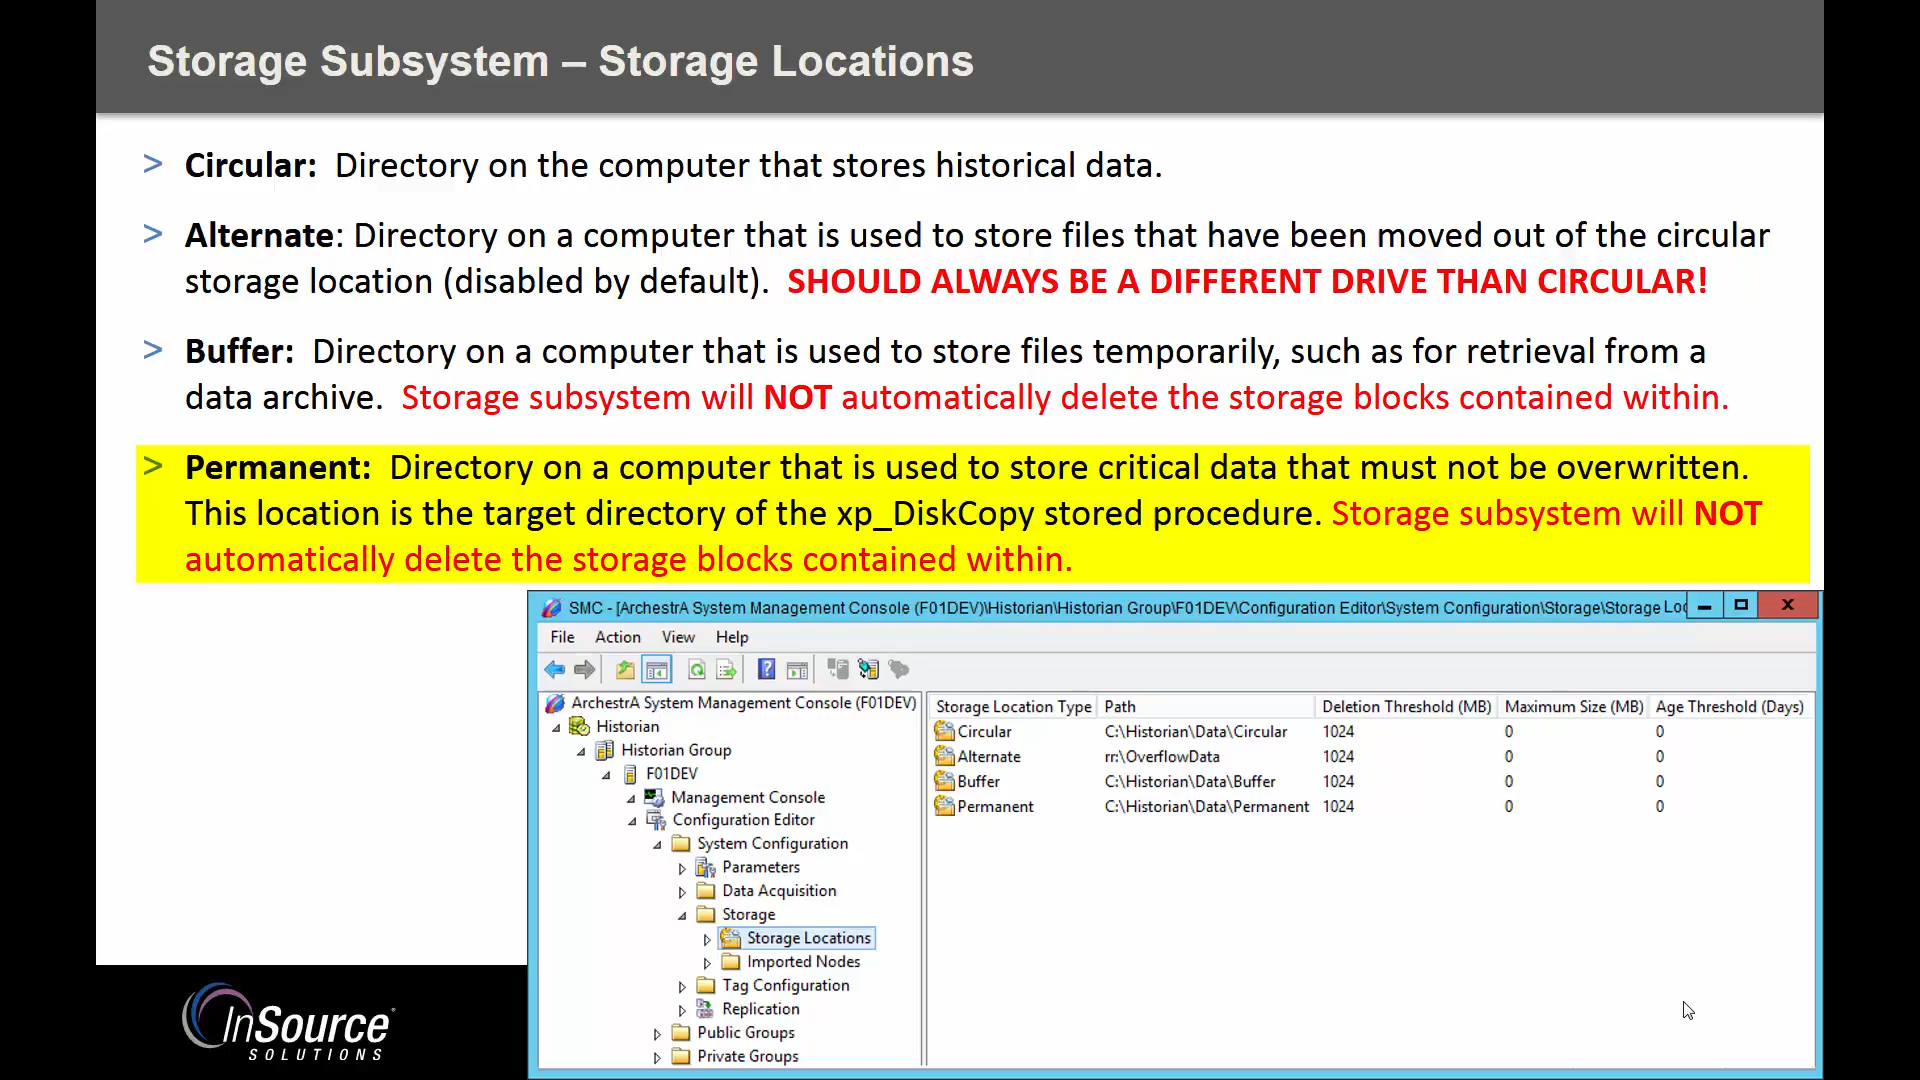 Storage Subsystem – Storage Locations
> Circular: Directory on the computer that stores historical data.
> Alternate: Directory on a computer that is used to store files that have been moved out of the circular
storage location (disabled by default). SHOULD ALWAYS BE A DIFFERENT DRIVE THAN CIRCULAR!
> Buffer: Directory on a computer that is used to store files temporarily, such as for retrieval from a
data archive. Storage subsystem will NOT automatically delete the storage blocks contained within.
> Permanent: Directory on a computer that is used to store critical data that must not be overwritten.
This location is the target directory of the xp_DiskCopy stored procedure. Storage subsystem will NOT
automatically delete the storage blocks contained within.
SMC - [ArchestrA System Management Console (F01DEV)\Historian\Historian Group\F01DEV\Configuration Editor\System Configuration\Storage\Storage Loc
File Action View Help
ArchestrA System Management Console (F01DEV)
Historian
Historian Group
F01DEV
Management Console
Configuration Editor
System Configuration
Parameters
Data Acquisition
Storage
Storage Locations
Imported Nodes
Tag Configuration
Replication
Public Groups
Private Groups
Storage Location Type Path Deletion Threshold (MB) Maximum Size (MB) Age Threshold (Days)
Circular C:\Historian\Data\Circular 1024 0 0
Alternate rr:\OverflowData 1024 0 0
Buffer C:\Historian\Data\Buffer 1024 0 0
Permanent C:\Historian\Data\Permanent 1024 0 0
InSource
SOLUTIONS